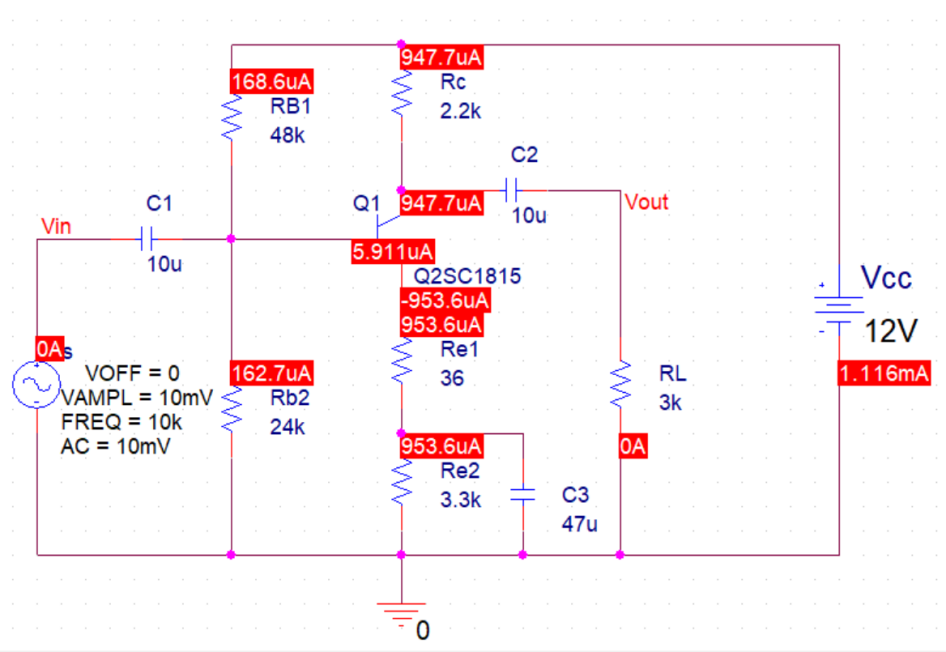 947.7uA
Rc
2.2k
168.6uA
RB1
48k
C2
10u
Vout
C1
10u
Vin
Q1
947.7uA
5.911uA
Q2SC1815
-953.6uA
953.6uA
Re1
36
Vcc
+
-
12V
1.116mA
0A
s
+
-
VOFF = 0
VAMPL = 10mV
FREQ = 10k
AC = 10mV
162.7uA
Rb2
24k
RL
3k
0A
953.6uA
Re2
3.3k
C3
47u
0